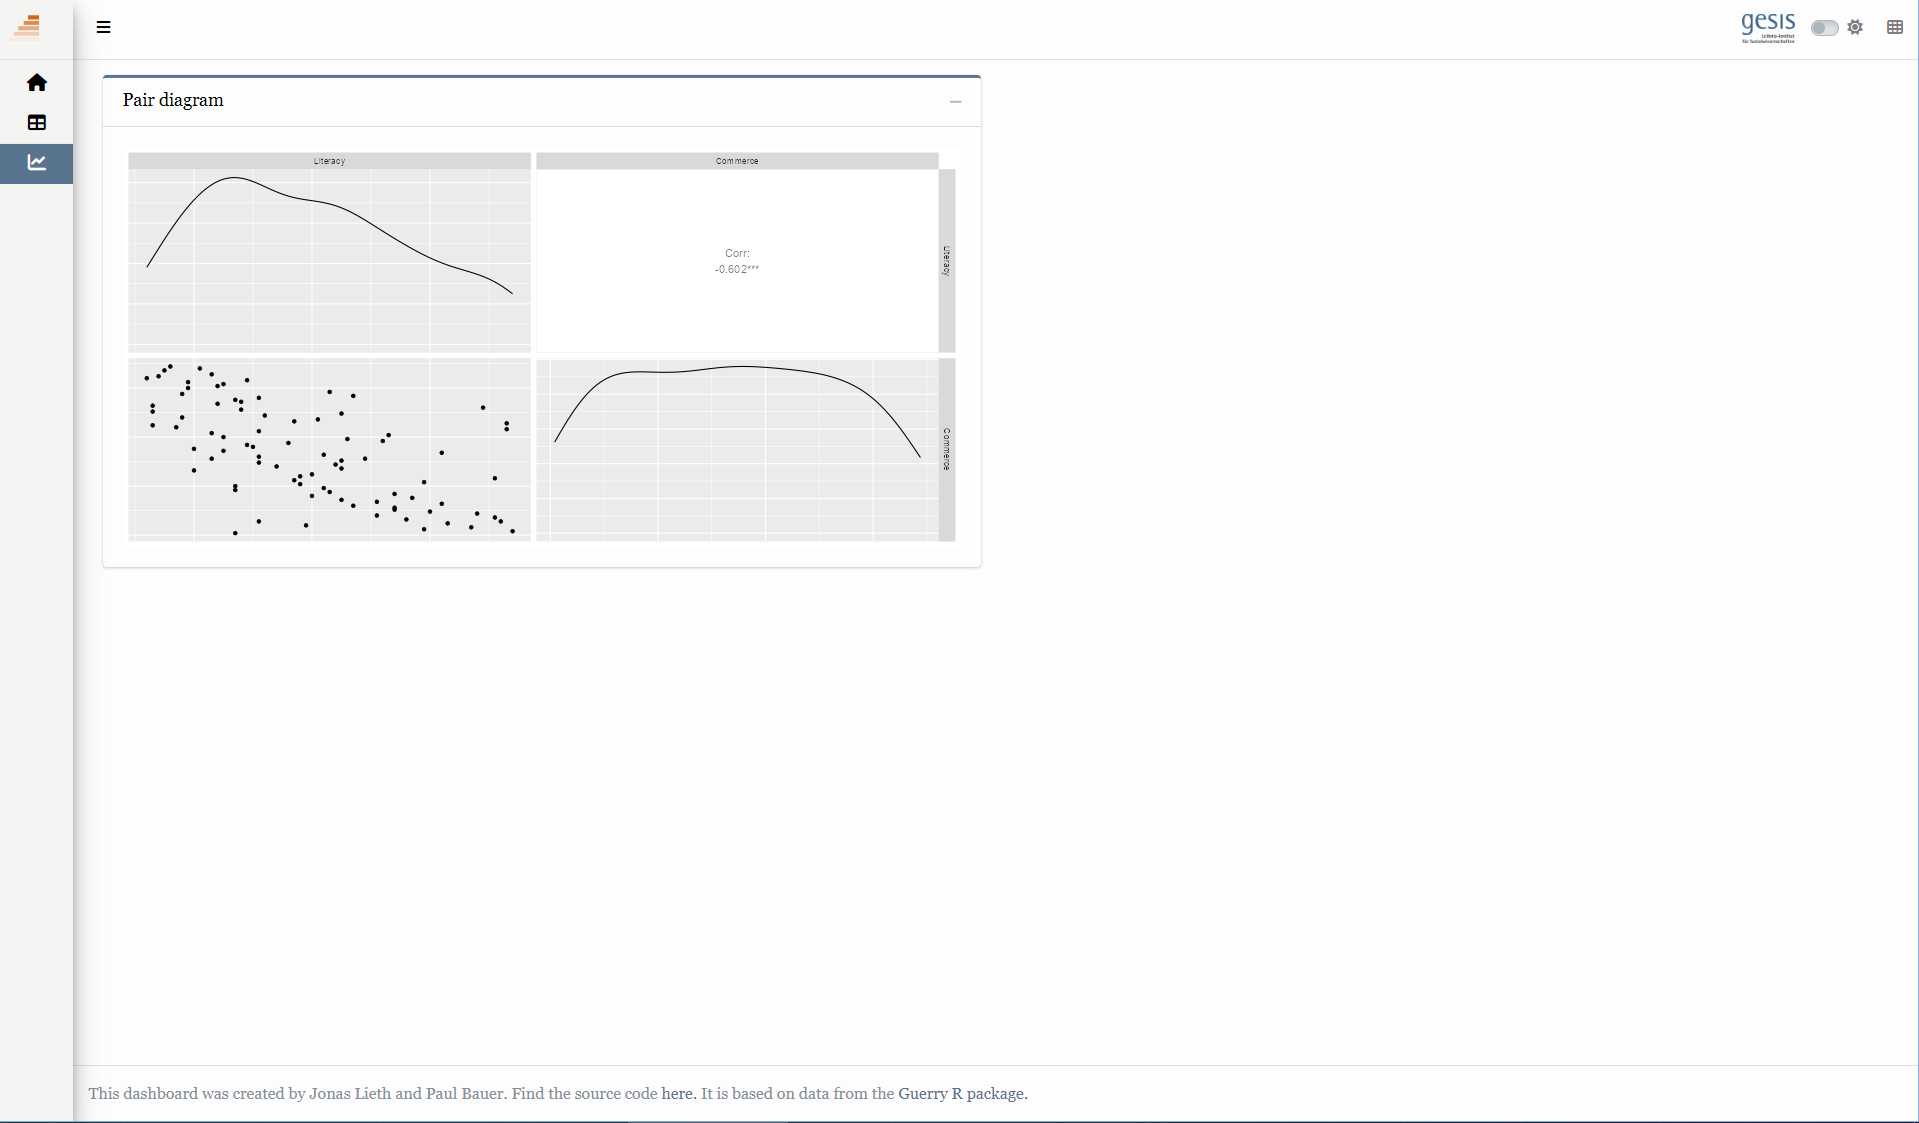 gesis
Leibniz-Institut
für Sozialwissenschaften
Pair diagram
Literacy
Commerce
Corr:
-0.602***
Literacy
Commerce
This dashboard was created by Jonas Lieth and Paul Bauer. Find the source code here. It is based on data from the Guerry R package.